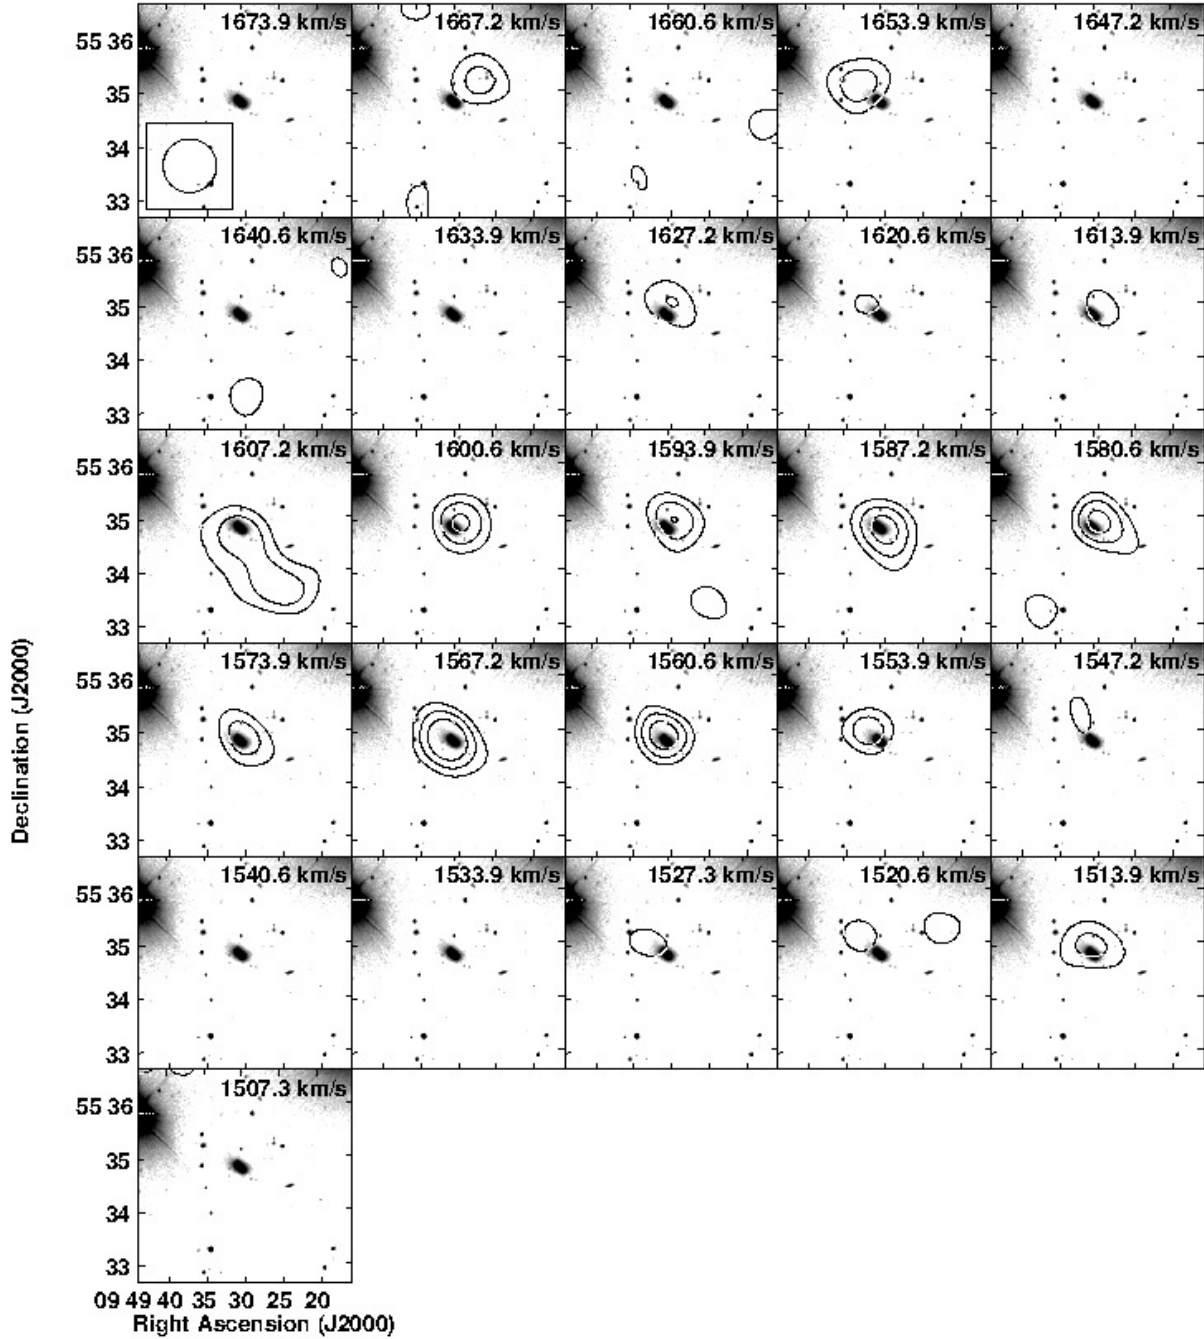 1673.9 km/s 1667.2 km/s 1660.6 km/s 1653.9 km/s 1647.2 km/s
55 36
35
34
33
1640.6 km/s 1633.9 km/s 1627.2 km/s 1620.6 km/s 1613.9 km/s
55 36
35
34
33
1607.2 km/s 1600.6 km/s 1593.9 km/s 1587.2 km/s 1580.6 km/s
55 36
35
34
33
1573.9 km/s 1567.2 km/s 1560.6 km/s 1553.9 km/s 1547.2 km/s
55 36
35
34
33
Declination (J2000)
1540.6 km/s 1533.9 km/s 1527.3 km/s 1520.6 km/s 1513.9 km/s
55 36
35
34
33
1507.3 km/s
55 36
35
34
33
09 49 40 35 30 25 20
Right Ascension (J2000)